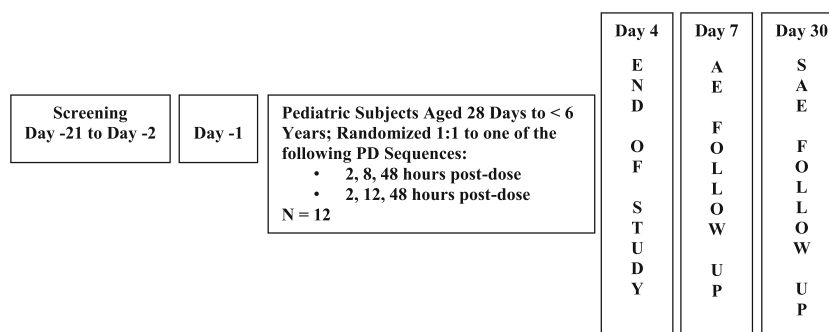 Screening
Day -21 to Day -2
Day -1
Pediatric Subjects Aged 28 Days to < 6
Years; Randomized 1:1 to one of the
following PD Sequences:
• 2, 8, 48 hours post-dose
• 2, 12, 48 hours post-dose
N = 12
Day 4
END OF STUDY
Day 7
AE FOLLOW UP
Day 30
SAE FOLLOW UP